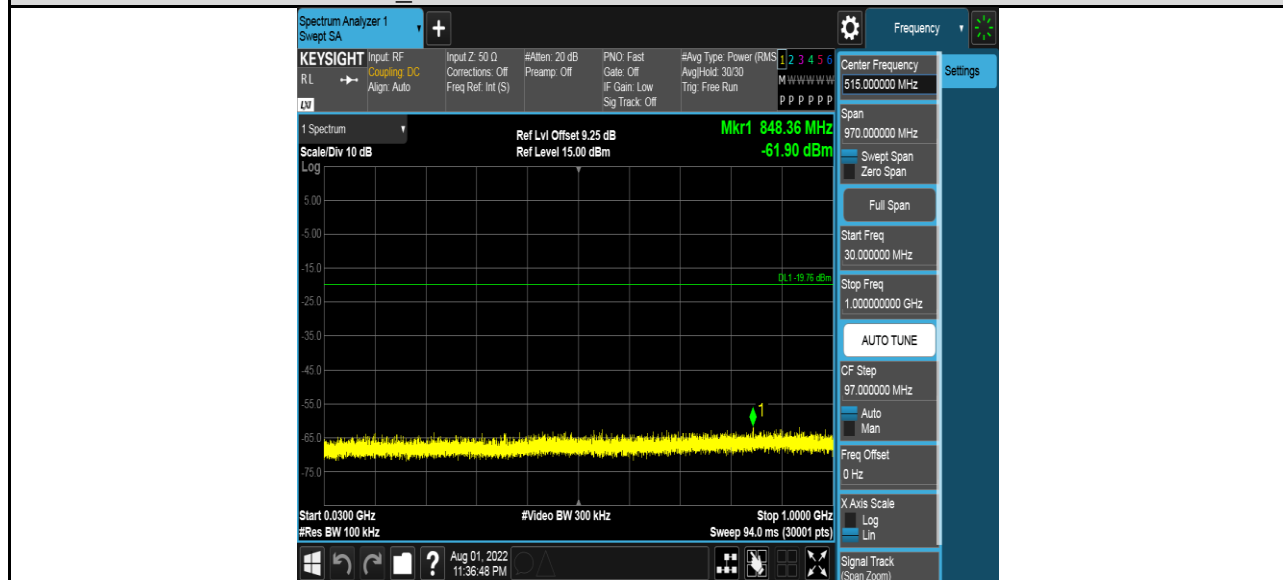 Spectrum Analyzer 1
Swept SA
+
Frequency
KEYSIGHT
RL
LXI
Input: RF
Coupling: DC
Align: Auto
Input Z: 50 Ω
Corrections: Off
Freq Ref: Int (S)
#Atten: 20 dB
Preamp: Off
PNO: Fast
Gate: Off
IF Gain: Low
Sig Track: Off
#Avg Type: Power (RMS
Avg|Hold: 30/30
Trig: Free Run
1 2 3 4 5 6
M W W W W W
P P P P P P
Center Frequency
515.000000 MHz
Settings
Span
970.000000 MHz
Swept Span
Zero Span
Full Span
Start Freq
30.000000 MHz
Stop Freq
1.000000000 GHz
AUTO TUNE
CF Step
97.000000 MHz
Auto
Man
Freq Offset
0 Hz
X Axis Scale
Log
Lin
Signal Track
(Span Zoom)
1 Spectrum
Scale/Div 10 dB
Log
Ref Lvl Offset 9.25 dB
Ref Level 15.00 dBm
Mkr1 848.36 MHz
-61.90 dBm
5.00
-5.00
-15.0
DL1 -19.76 dBm
-25.0
-35.0
-45.0
-55.0
1
-65.0
-75.0
Start 0.0300 GHz
#Res BW 100 kHz
#Video BW 300 kHz
Stop 1.0000 GHz
Sweep 94.0 ms (30001 pts)
?
Aug 01, 2022
11:36:48 PM